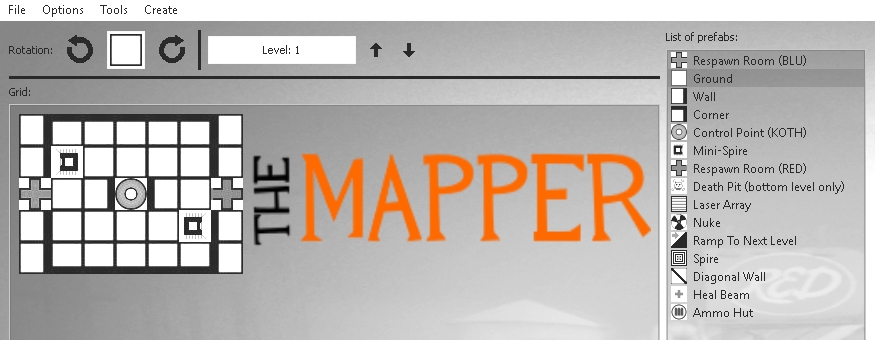 File Options Tools Create
Rotation: Level: 1
Grid:
THE MAPPER
List of prefabs:
Respawn Room (BLU)
Ground
Wall
Corner
Control Point (KOTH)
Mini-Spire
Respawn Room (RED)
Death Pit (bottom level only)
Laser Array
Nuke
Ramp To Next Level
Spire
Diagonal Wall
Heal Beam
Ammo Hut
RED